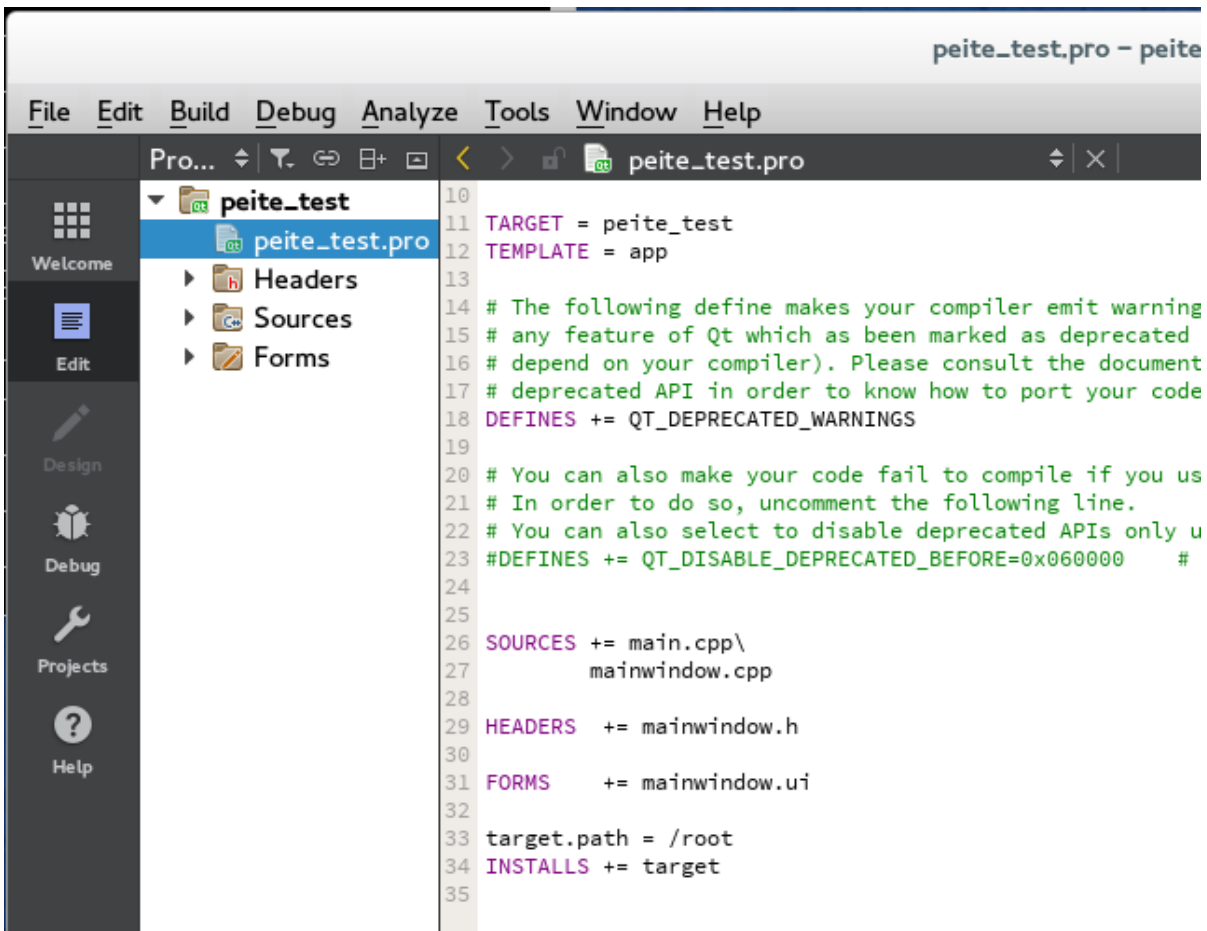 peite_test.pro – peite
File Edit Build Debug Analyze Tools Window Help
Pro... peite_test.pro
Welcome
Edit
Design
Debug
Projects
Help
peite_test
peite_test.pro
Headers
Sources
Forms
10
11 TARGET = peite_test
12 TEMPLATE = app
13
14 # The following define makes your compiler emit warning
15 # any feature of Qt which as been marked as deprecated
16 # depend on your compiler). Please consult the document
17 # deprecated API in order to know how to port your code
18 DEFINES += QT_DEPRECATED_WARNINGS
19
20 # You can also make your code fail to compile if you us
21 # In order to do so, uncomment the following line.
22 # You can also select to disable deprecated APIs only u
23 #DEFINES += QT_DISABLE_DEPRECATED_BEFORE=0x060000    #
24
25
26 SOURCES += main.cpp\
27         mainwindow.cpp
28
29 HEADERS  += mainwindow.h
30
31 FORMS    += mainwindow.ui
32
33 target.path = /root
34 INSTALLS += target
35